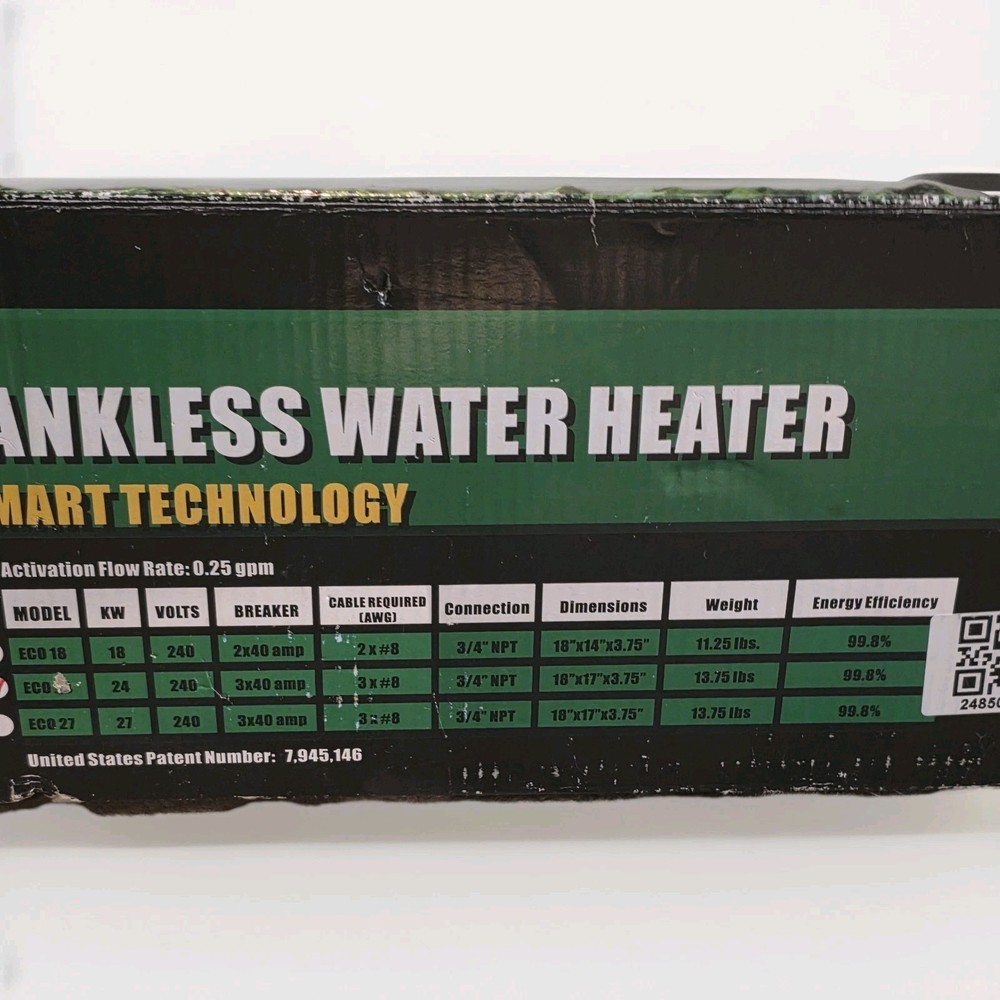 ANKLESS WATER HEATER
MART TECHNOLOGY
Activation Flow Rate: 0.25 gpm
MODEL KW VOLTS BREAKER CABLE REQUIRED (AWG) Connection Dimensions Weight Energy Efficiency
ECO 18 18 240 2x40 amp 2 x #8 3/4" NPT 18"x14"x3.75" 11.25 lbs. 99.8%
ECO 24 240 3x40 amp 3 x #8 3/4" NPT 18"x17"x3.75" 13.75 lbs 99.8%
ECO 27 27 240 3x40 amp 3 x #8 3/4" NPT 18"x17"x3.75" 13.75 lbs 99.8%
24850
United States Patent Number: 7,945,146